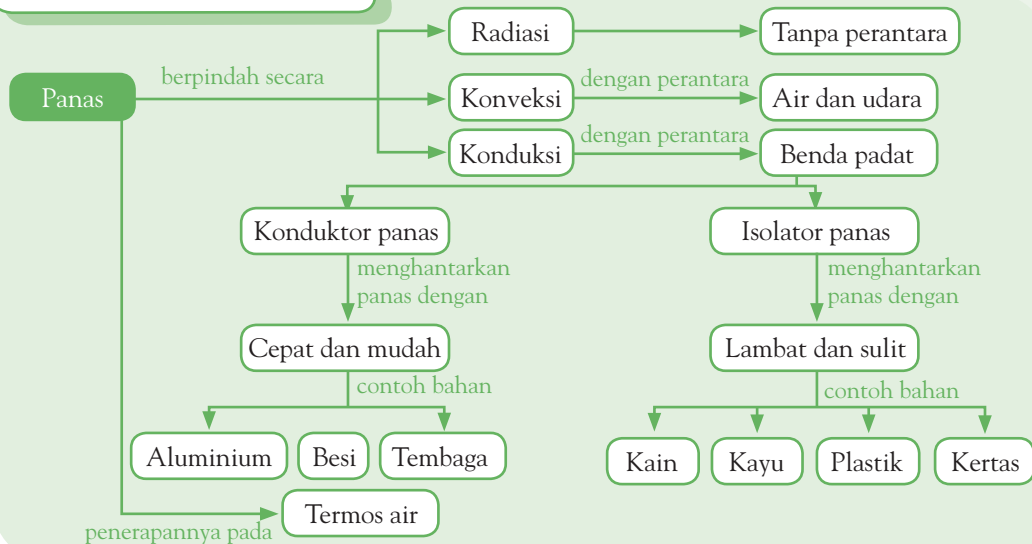 Radiasi
Tanpa perantara
Panas
berpindah secara
Konveksi
dengan perantara
Air dan udara
Konduksi
dengan perantara
Benda padat
Konduktor panas
Isolator panas
menghantarkan
panas dengan
menghantarkan
panas dengan
Cepat dan mudah
Lambat dan sulit
contoh bahan
contoh bahan
Aluminium
Besi
Tembaga
Kain
Kayu
Plastik
Kertas
penerapannya pada
Termos air